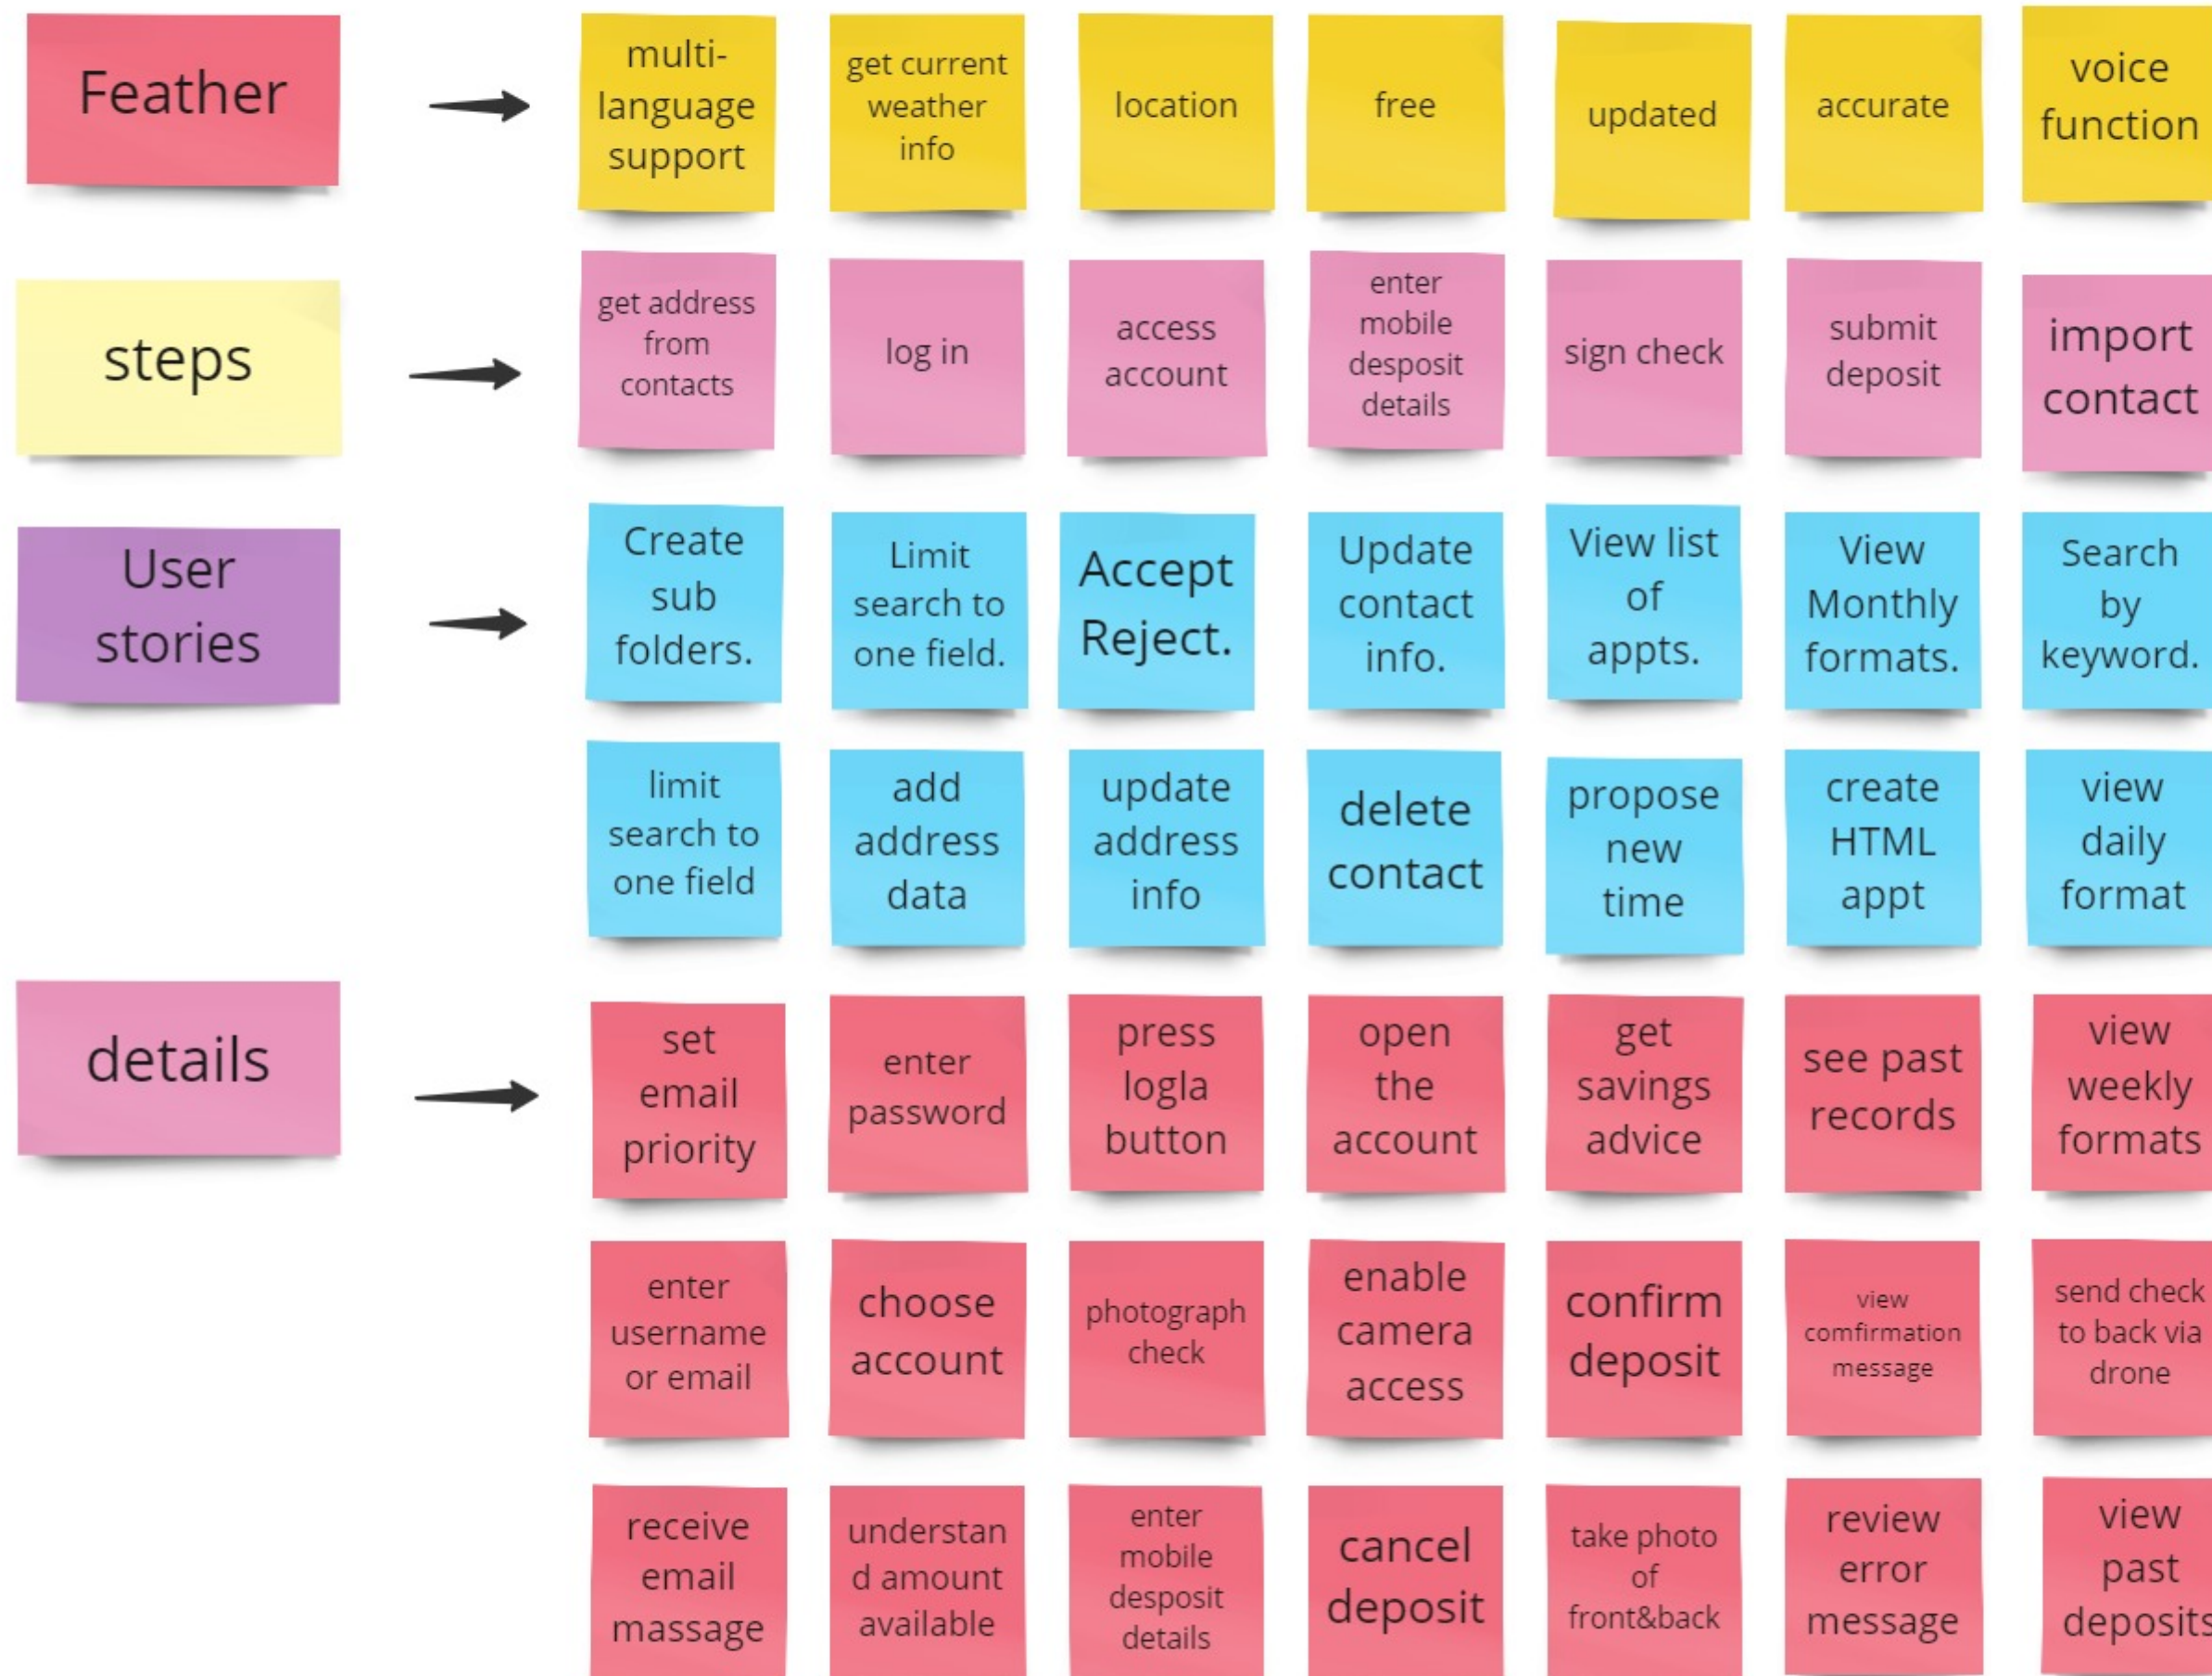 Feather
multi-
language
support
get current
weather
info
location
free
updated
accurate
voice
function
steps
get address
from
contacts
log in
access
account
enter
mobile
desposit
details
sign check
submit
deposit
import
contact
User
stories
Create
sub
folders.
Limit
search to
one field.
Accept
Reject.
Update
contact
info.
View list
of
appts.
View
Monthly
formats.
Search
by
keyword.
limit
search to
one field
add
address
data
update
address
info
delete
contact
propose
new
time
create
HTML
appt
view
daily
format
details
set
email
priority
enter
password
press
logla
button
open
the
account
get
savings
advice
see past
records
view
weekly
formats
enter
username
or email
choose
account
photograph
check
enable
camera
access
confirm
deposit
view
comfirmation
message
send check
to back via
drone
receive
email
massage
understan
d amount
available
enter
mobile
desposit
details
cancel
deposit
take photo
of
front&back
review
error
message
view
past
deposits